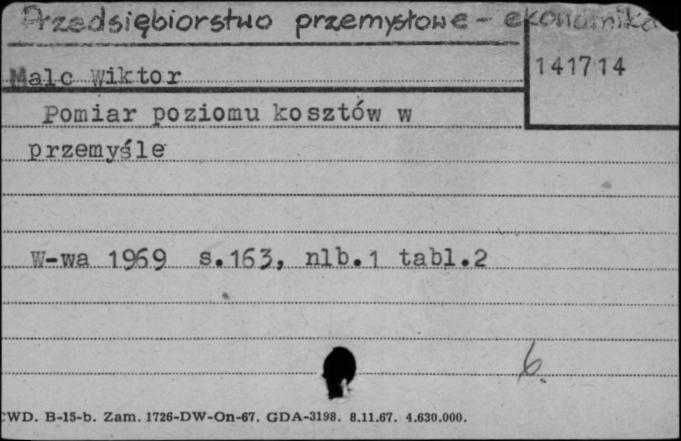 Przedsiębiorstwo przemysłowe - ekonomika
Malc Wiktor
141714
Pomiar poziomu kosztów w
przemyśle
W-wa 1969 s.163, nlb.1 tabl.2
6.
CWD. B-15-b. Zam. 1726-DW-On-67. GDA-3198. 8.11.67. 4.630.000.